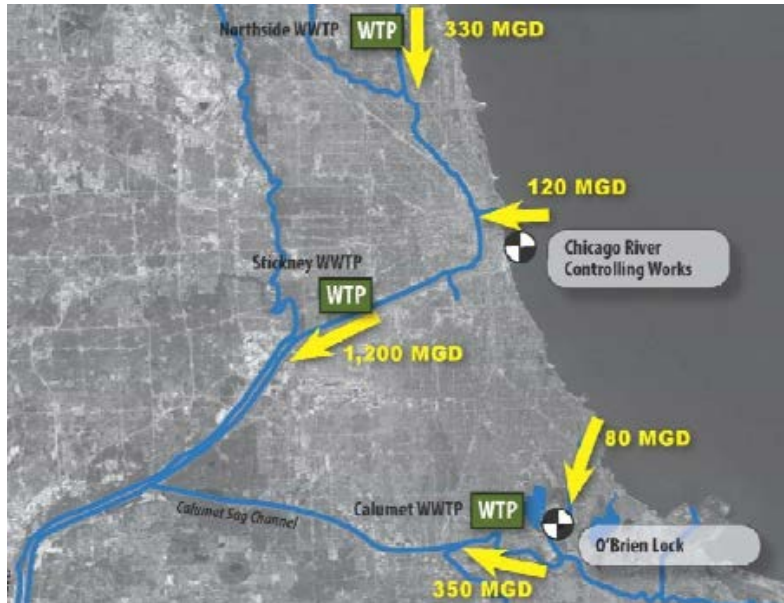 Northside WWTP
WTP
330 MGD
120 MGD
Chicago River
Controlling Works
Stickney WWTP
WTP
1,200 MGD
80 MGD
Calumet WWTP
WTP
Calumet Sag Channel
O'Brien Lock
350 MGD